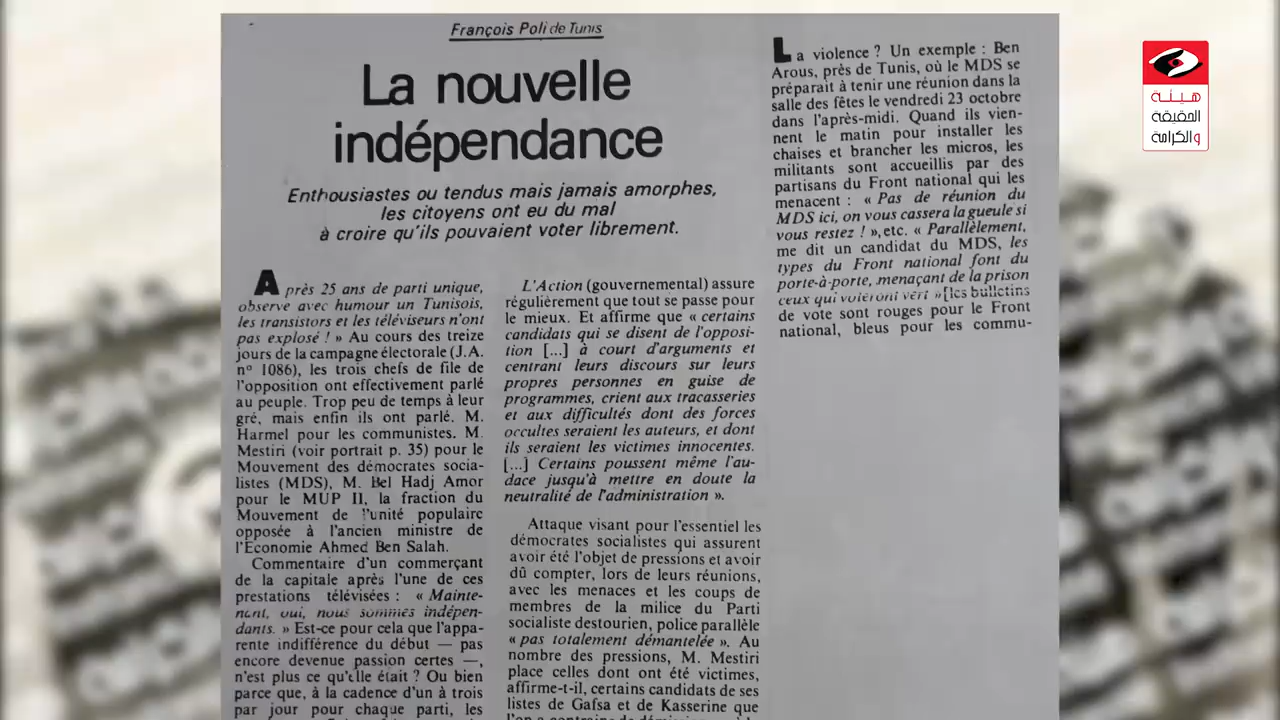 François Poli de Tunis
La nouvelle
indépendance
Enthousiastes ou tendus mais jamais amorphes,
les citoyens ont eu du mal
à croire qu'ils pouvaient voter librement.
Après 25 ans de parti unique,
observe avec humour un Tunisois,
les transistors et les téléviseurs n'ont
pas explosé ! » Au cours des treize
jours de la campagne électorale (J.A.
n° 1086), les trois chefs de file de
l'opposition ont effectivement parlé
au peuple. Trop peu de temps à leur
gré, mais enfin ils ont parlé. M.
Harmel pour les communistes. M.
Mestiri (voir portrait p. 35) pour le
Mouvement des démocrates socia-
listes (MDS), M. Bel Hadj Amor
pour le MUP II, la fraction du
Mouvement de l'unité populaire
opposée à l'ancien ministre de
l'Economie Ahmed Ben Salah.
Commentaire d'un commerçant
de la capitale après l'une de ces
prestations télévisées : « Mainte-
nant, oui, nous sommes indépen-
dants. » Est-ce pour cela que l'appa-
rente indifférence du début — pas
encore devenue passion certes —,
n'est plus ce qu'elle était ? Ou bien
parce que, à la cadence d'un à trois
par jour pour chaque parti, les
L'Action (gouvernemental) assure
régulièrement que tout se passe pour
le mieux. Et affirme que « certains
candidats qui se disent de l'opposi-
tion [...] à court d'arguments et
centrant leurs discours sur leurs
propres personnes en guise de
programmes, crient aux tracasseries
et aux difficultés dont des forces
occultes seraient les auteurs, et dont
ils seraient les victimes innocentes.
[...] Certains poussent même l'au-
dace jusqu'à mettre en doute la
neutralité de l'administration ».
Attaque visant pour l'essentiel les
démocrates socialistes qui assurent
avoir été l'objet de pressions et avoir
dû compter, lors de leurs réunions,
avec les menaces et les coups de
membres de la milice du Parti
socialiste destourien, police parallèle
« pas totalement démantelée ». Au
nombre des pressions, M. Mestiri
place celles dont ont été victimes,
affirme-t-il, certains candidats de ses
listes de Gafsa et de Kasserine que
La violence ? Un exemple : Ben
Arous, près de Tunis, où le MDS se
préparait à tenir une réunion dans la
salle des fêtes le vendredi 23 octobre
dans l'après-midi. Quand ils vien-
nent le matin pour installer les
chaises et brancher les micros, les
militants sont accueillis par des
partisans du Front national qui les
menacent : « Pas de réunion du
MDS ici, on vous cassera la gueule si
vous restez ! », etc. « Parallèlement,
me dit un candidat du MDS, les
types du Front national font du
porte-à-porte, menaçant de la prison
ceux qui voteront vert » [les bulletins
de vote sont rouges pour le Front
national, bleus pour les commu-
هيئة
الحقيقة
والكرامة